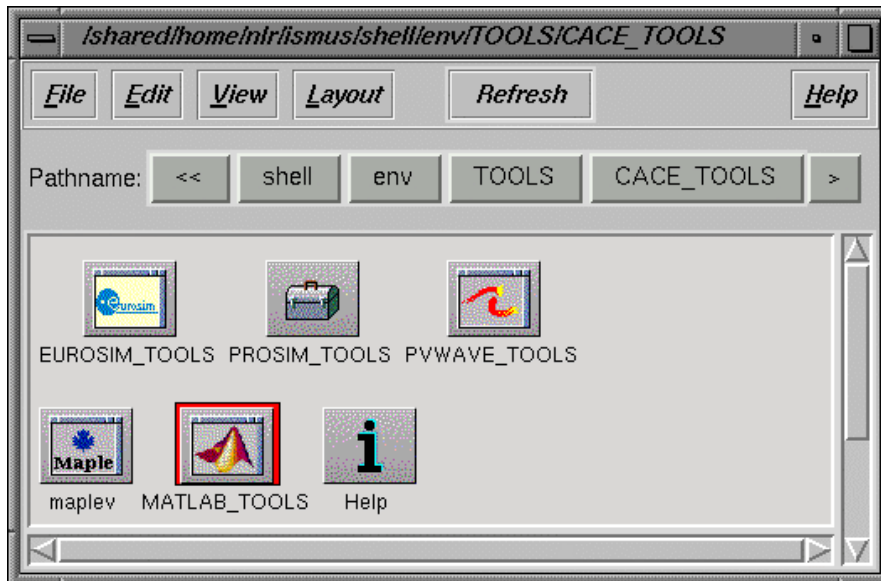 /shared/home/nlr/ismus/shell/env/TOOLS/CACE_TOOLS
File Edit View Layout Refresh Help
Pathname: << shell env TOOLS CACE_TOOLS >
eurosim
EUROSIM_TOOLS PROSIM_TOOLS PVWAVE_TOOLS
Maple i
maplev MATLAB_TOOLS Help